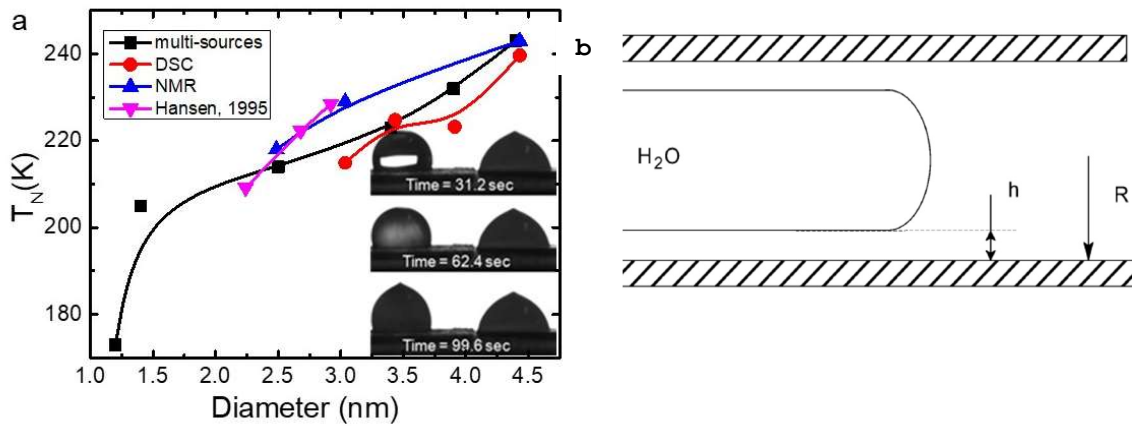 a
multi-sources
DSC
NMR
Hansen, 1995
240
220
200
180
T_N(K)
1.0 1.5 2.0 2.5 3.0 3.5 4.0 4.5
Diameter (nm)
Time = 31.2 sec
Time = 62.4 sec
Time = 99.6 sec
b
H₂O
h
R